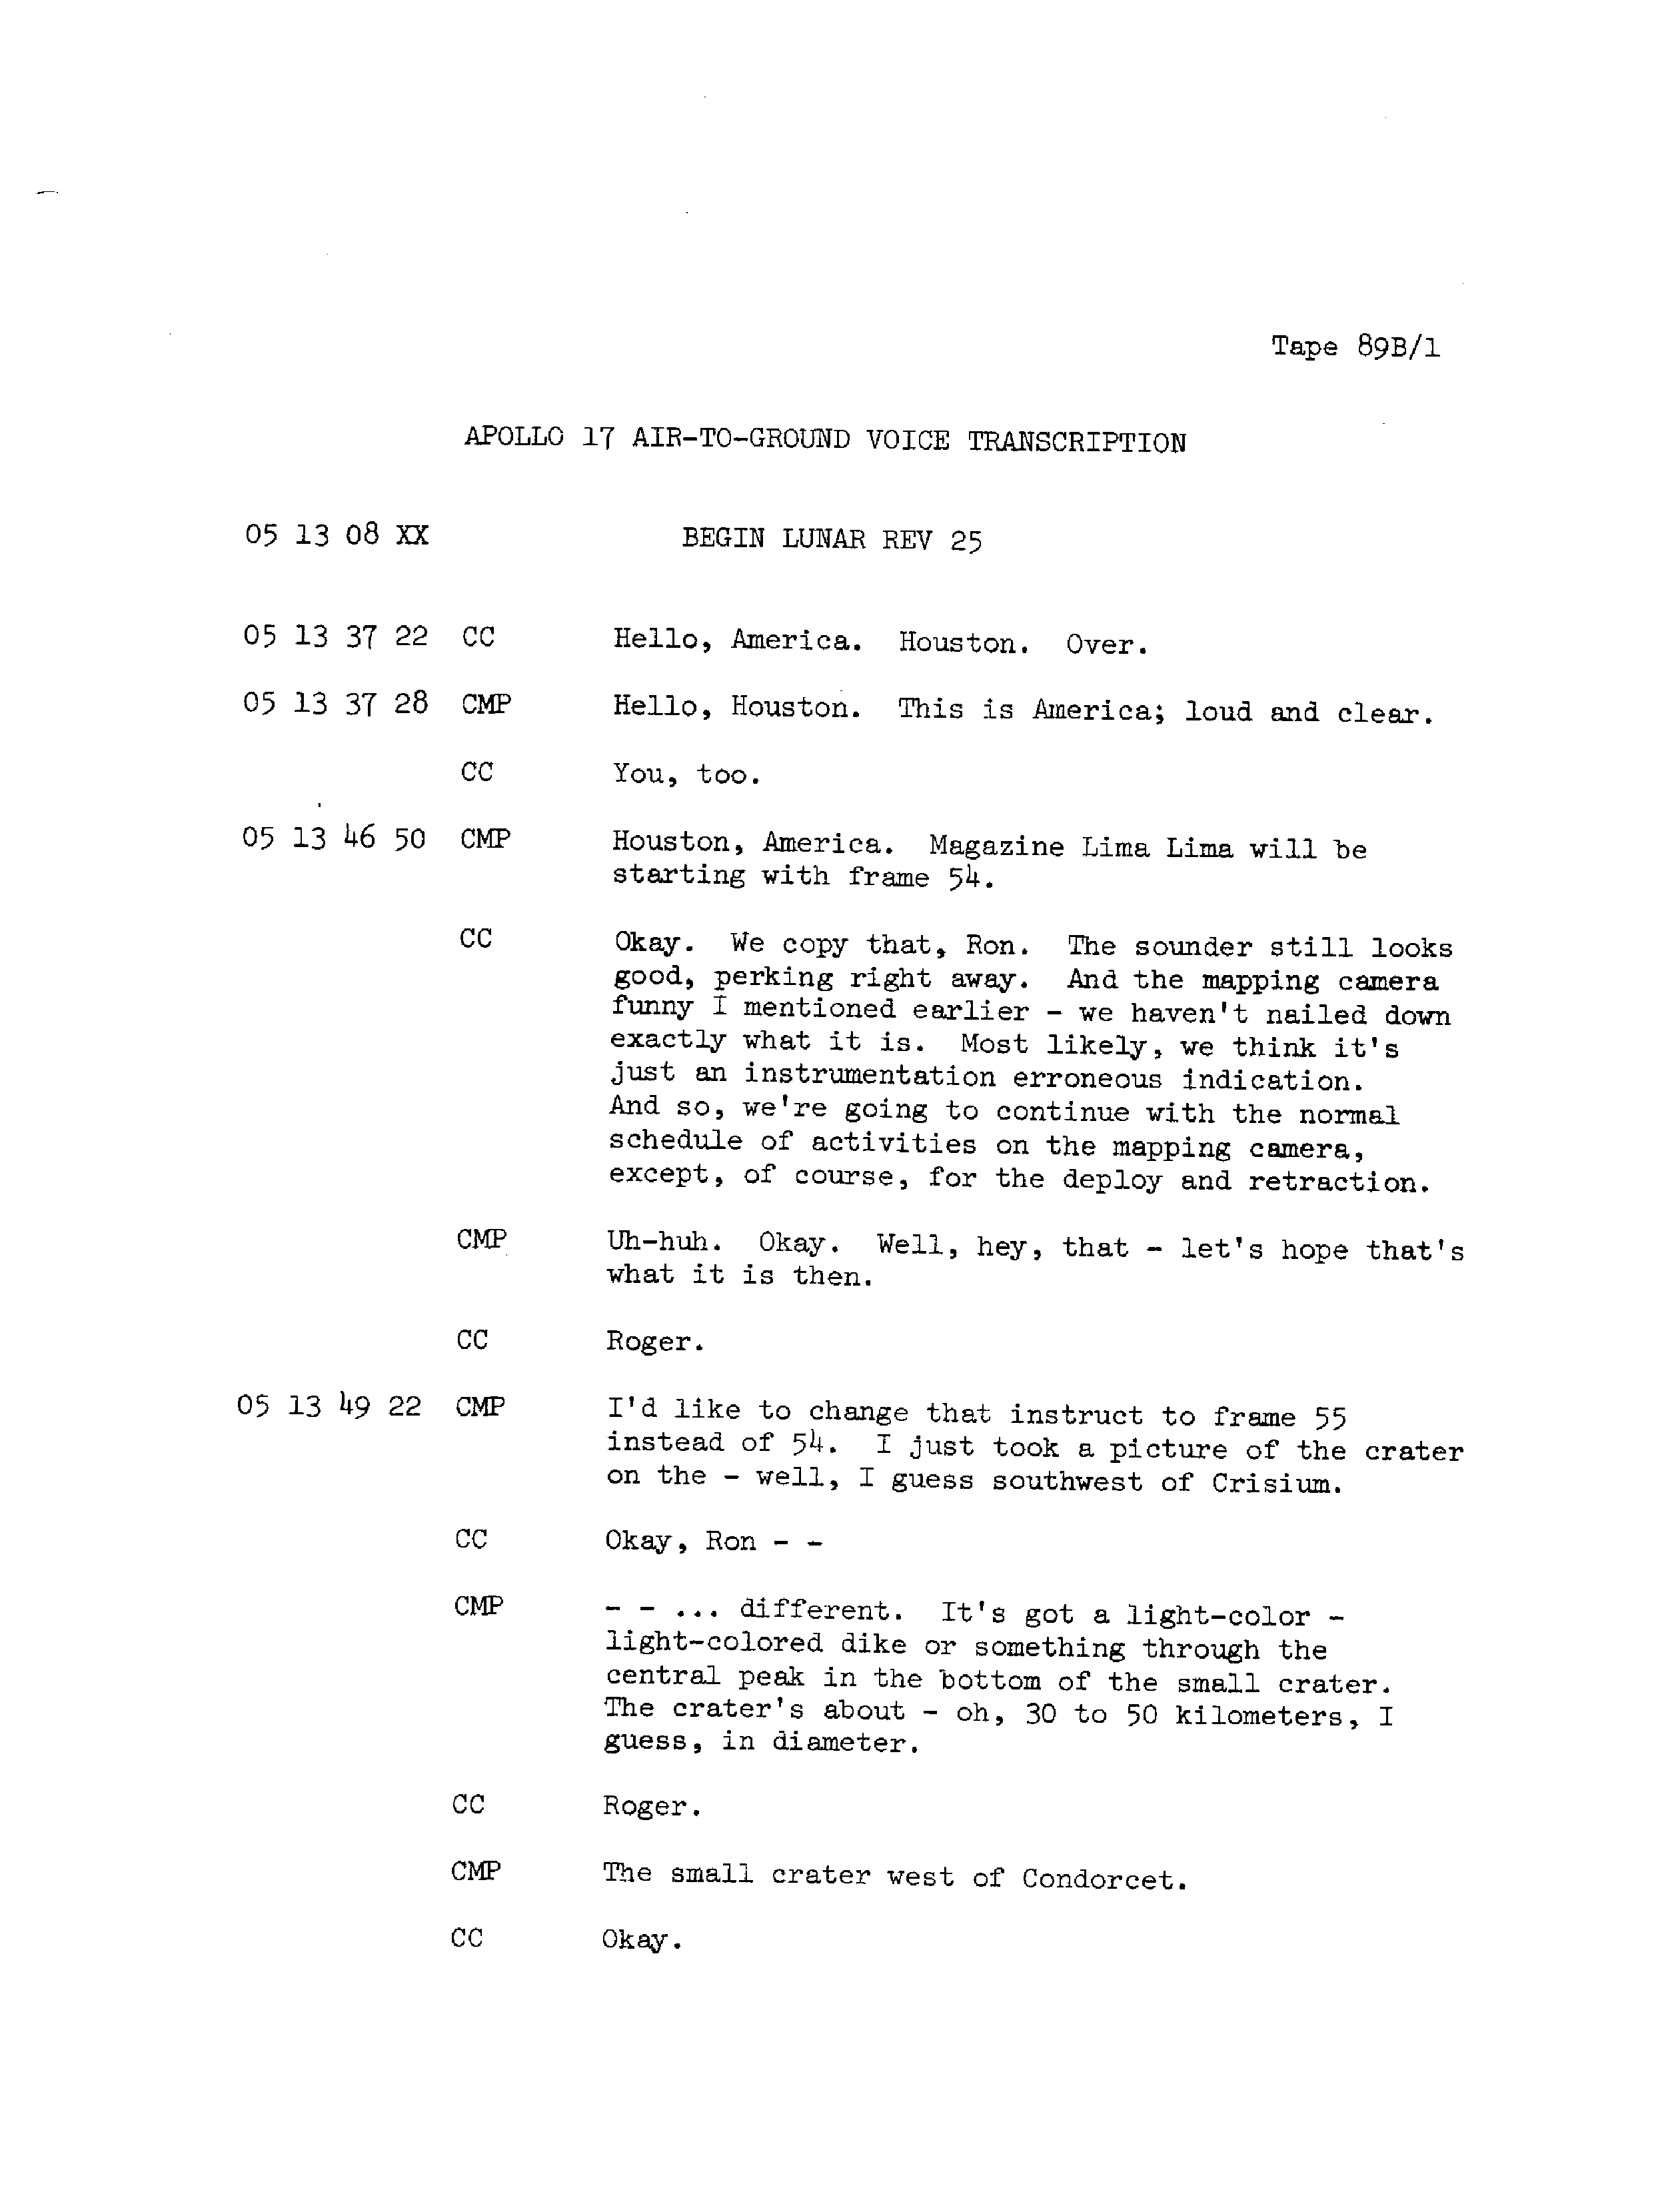 Tape 89B/1
APOLLO 17 AIR-TO-GROUND VOICE TRANSCRIPTION
05 13 08 XX BEGIN LUNAR REV 25
05 13 37 22 CC Hello, America. Houston. Over.
05 13 37 28 CMP Hello, Houston. This is America; loud and clear.
CC You, too.
05 13 46 50 CMP Houston, America. Magazine Lima Lima will be
starting with frame 54.
CC Okay. We copy that, Ron. The sounder still looks
good, perking right away. And the mapping camera
funny I mentioned earlier - we haven't nailed down
exactly what it is. Most likely, we think it's
just an instrumentation erroneous indication.
And so, we're going to continue with the normal
schedule of activities on the mapping camera,
except, of course, for the deploy and retraction.
CMP Uh-huh. Okay. Well, hey, that - let's hope that's
what it is then.
CC Roger.
05 13 49 22 CMP I'd like to change that instruct to frame 55
instead of 54. I just took a picture of the crater
on the - well, I guess southwest of Crisium.
CC Okay, Ron - -
CMP - - ... different. It's got a light-color -
light-colored dike or something through the
central peak in the bottom of the small crater.
The crater's about - oh, 30 to 50 kilometers, I
guess, in diameter.
CC Roger.
CMP The small crater west of Condorcet.
CC Okay.